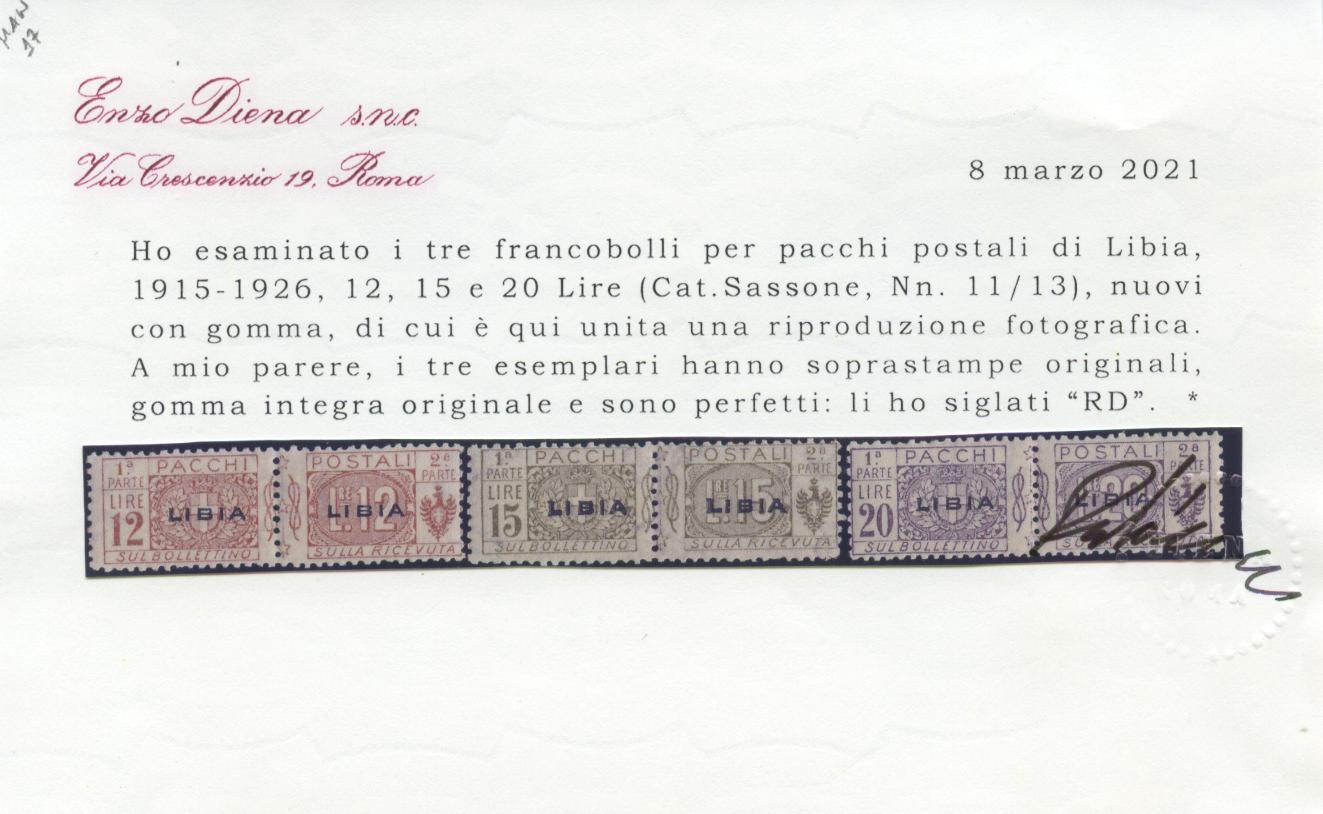 MAN
17
Enzo Diena s.n.c.
Via Crescenzio 19, Roma
8 marzo 2021
Ho esaminato i tre francobolli per pacchi postali di Libia,
1915-1926, 12, 15 e 20 Lire (Cat.Sassone, Nn. 11/13), nuovi
con gomma, di cui è qui unita una riproduzione fotografica.
A mio parere, i tre esemplari hanno soprastampe originali,
gomma integra originale e sono perfetti: li ho siglati “RD”. *
1ª PARTE PACCHI
LIRE 12
LIBIA
SUL BOLLETTINO
POSTALI 2ª PARTE
LIRE 12
LIBIA
SULLA RICEVUTA
1ª PARTE PACCHI
LIRE 15
LIBIA
SUL BOLLETTINO
POSTALI 2ª PARTE
L. 15
LIBIA
SULLA RICEVUTA
1ª PARTE PACCHI
LIRE 20
LIBIA
SUL BOLLETTINO
POSTALI 2ª PARTE
20
LIBIA